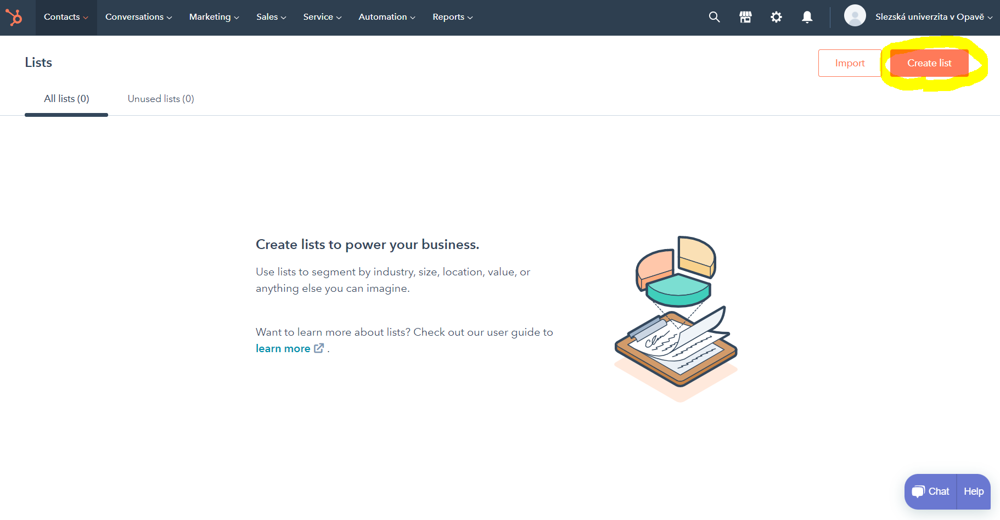 Contacts Conversations Marketing Sales Service Automation Reports Slezská univerzita v Opavě
Lists
Import
Create list
All lists (0)
Unused lists (0)
Create lists to power your business.
Use lists to segment by industry, size, location, value, or
anything else you can imagine.
Want to learn more about lists? Check out our user guide to
learn more .
Chat
Help